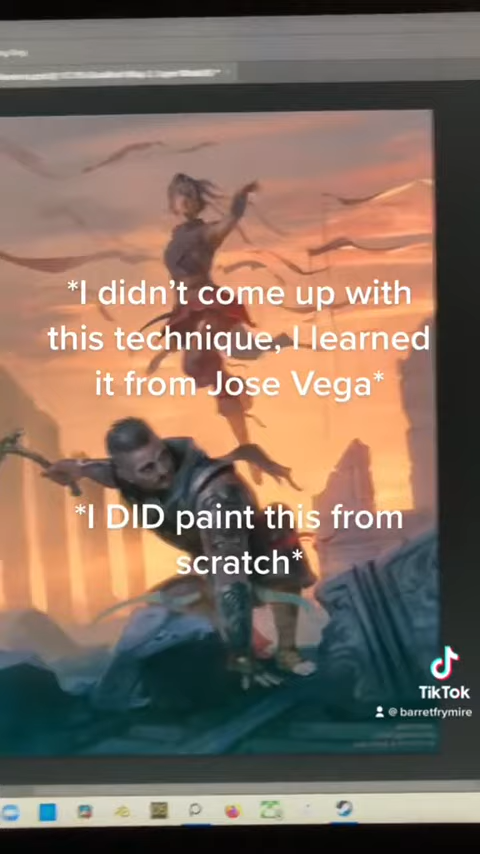 *I didn't come up with
this technique, I learned
it from Jose Vega*
*I DID paint this from
scratch*
TikTok
@barretfrymire